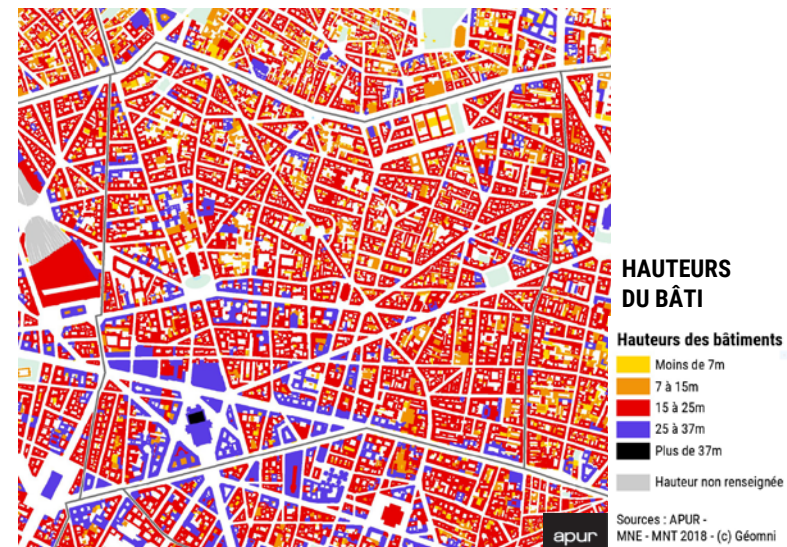 HAUTEURS
DU BÂTI
Hauteurs des bâtiments
Moins de 7m
7 à 15m
15 à 25m
25 à 37m
Plus de 37m
Hauteur non renseignée
Sources : APUR -
MNE - MNT 2018 - (c) Géomni
apur